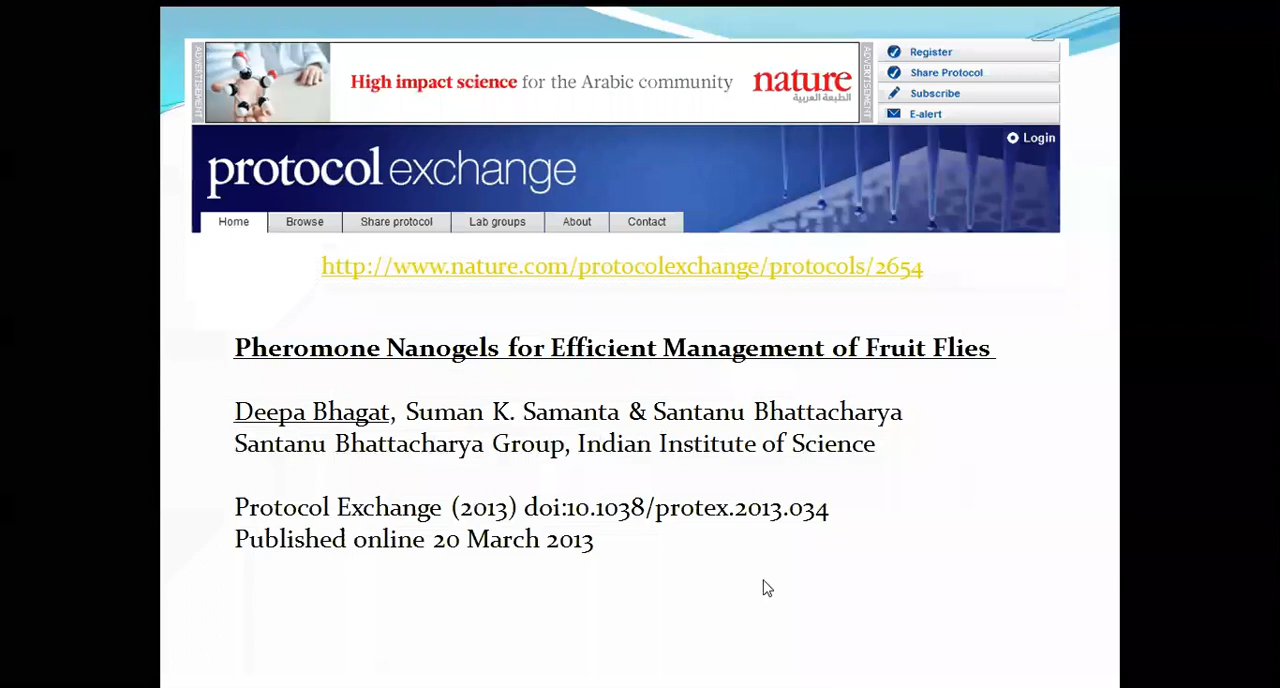 ADVERTISEMENT
High impact science for the Arabic community
nature
الطبعة العربية
ADVERTISEMENT
Register
Share Protocol
Subscribe
E-alert
Login
protocol exchange
Home Browse Share protocol Lab groups About Contact
http://www.nature.com/protocolexchange/protocols/2654
Pheromone Nanogels for Efficient Management of Fruit Flies
Deepa Bhagat, Suman K. Samanta & Santanu Bhattacharya
Santanu Bhattacharya Group, Indian Institute of Science
Protocol Exchange (2013) doi:10.1038/protex.2013.034
Published online 20 March 2013